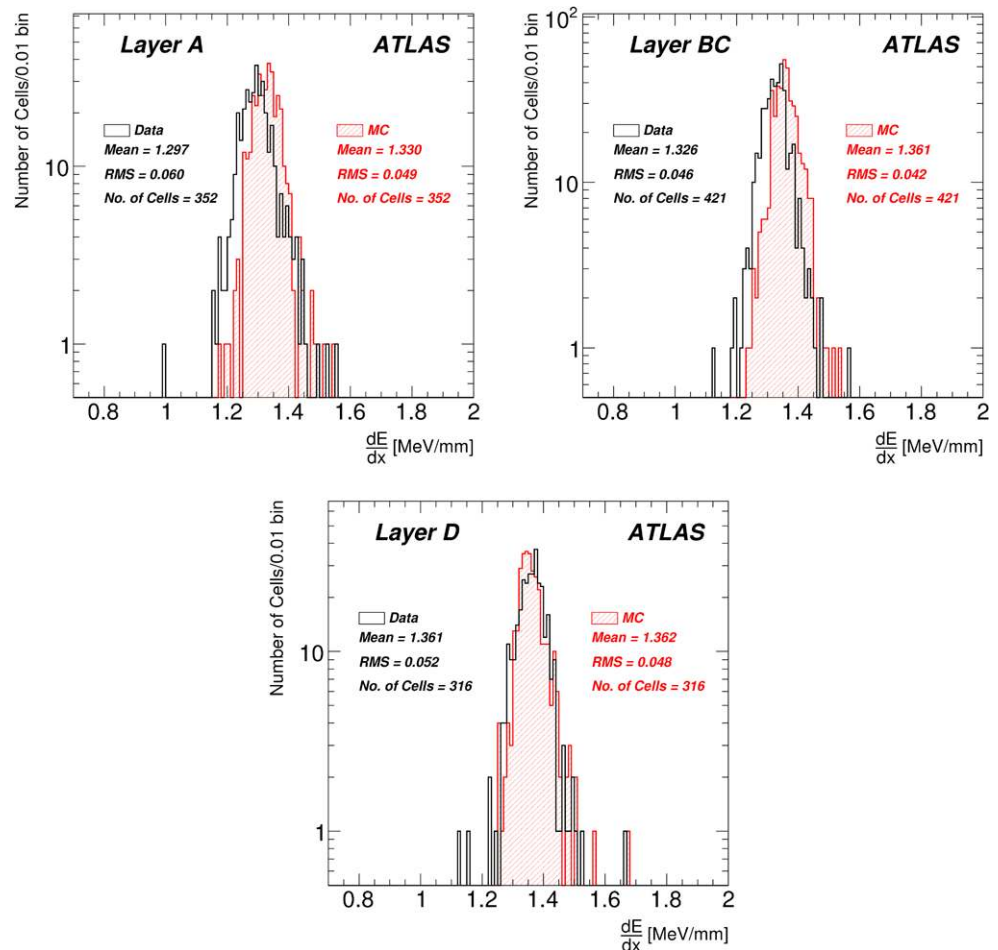 Number of Cells/0.01 bin
Layer A ATLAS
Data MC
Mean = 1.297 Mean = 1.330
RMS = 0.060 RMS = 0.049
No. of Cells = 352 No. of Cells = 352
10
1
0.8 1 1.2 1.4 1.6 1.8 2
dE/dx [MeV/mm]
Number of Cells/0.01 bin
10²
Layer BC ATLAS
Data MC
Mean = 1.326 Mean = 1.361
RMS = 0.046 RMS = 0.042
No. of Cells = 421 No. of Cells = 421
10
1
0.8 1 1.2 1.4 1.6 1.8 2
dE/dx [MeV/mm]
Number of Cells/0.01 bin
Layer D ATLAS
Data MC
Mean = 1.361 Mean = 1.362
RMS = 0.052 RMS = 0.048
No. of Cells = 316 No. of Cells = 316
10
1
0.8 1 1.2 1.4 1.6 1.8 2
dE/dx [MeV/mm]